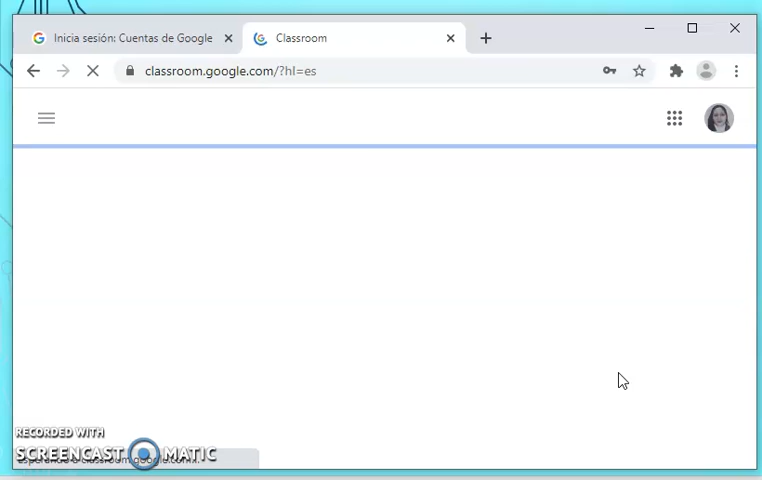 Inicia sesión: Cuentas de Google
Classroom
classroom.google.com/?hl=es
RECORDED WITH
SCREENCAST MATIC